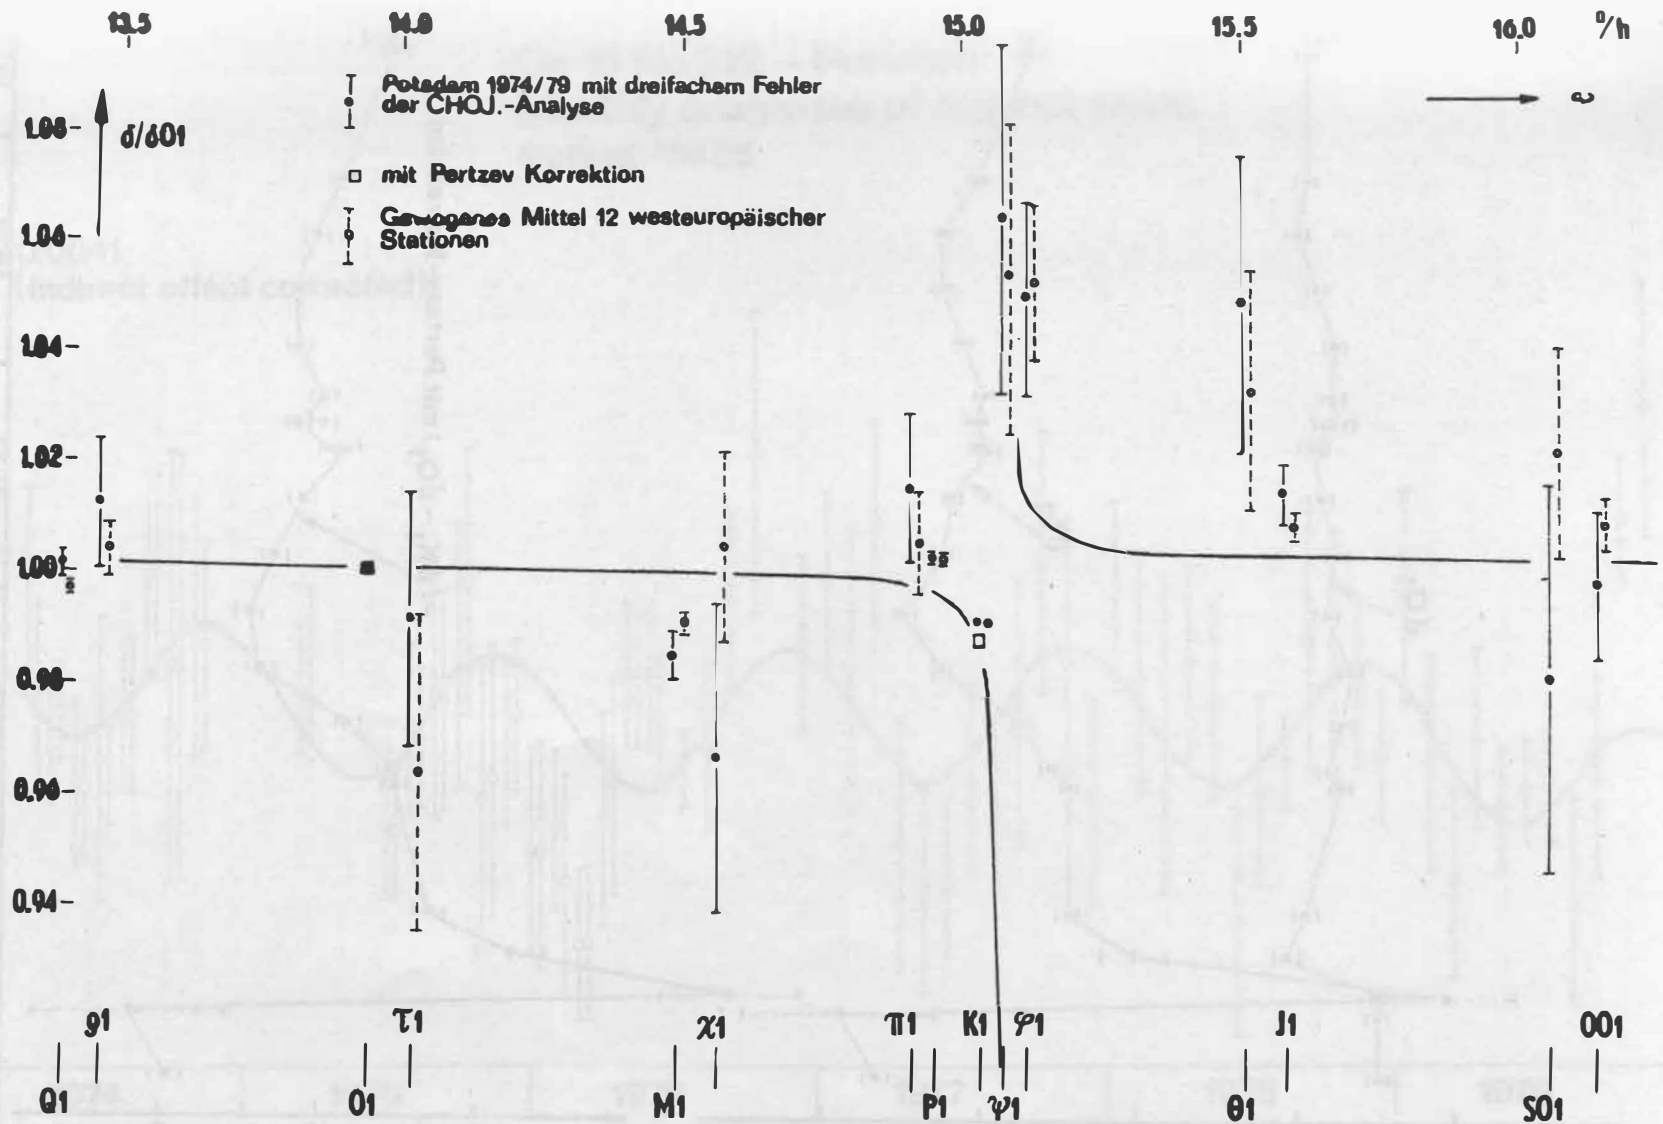 13.5 14.0 14.5 15.0 15.5 16.0 °/h
Potsdam 1974/79 mit dreifachem Fehler
der CHOJ.-Analyse
mit Pertzev Korrektion
Gewogenes Mittel 12 westeuropäischer
Stationen
δ/δO1
1.08
1.06
1.04
1.02
1.00
0.98
0.96
0.94
ϱ1 τ1 χ1 π1 K1 φ1 J1 OO1
Q1 O1 M1 P1 ψ1 θ1 SO1